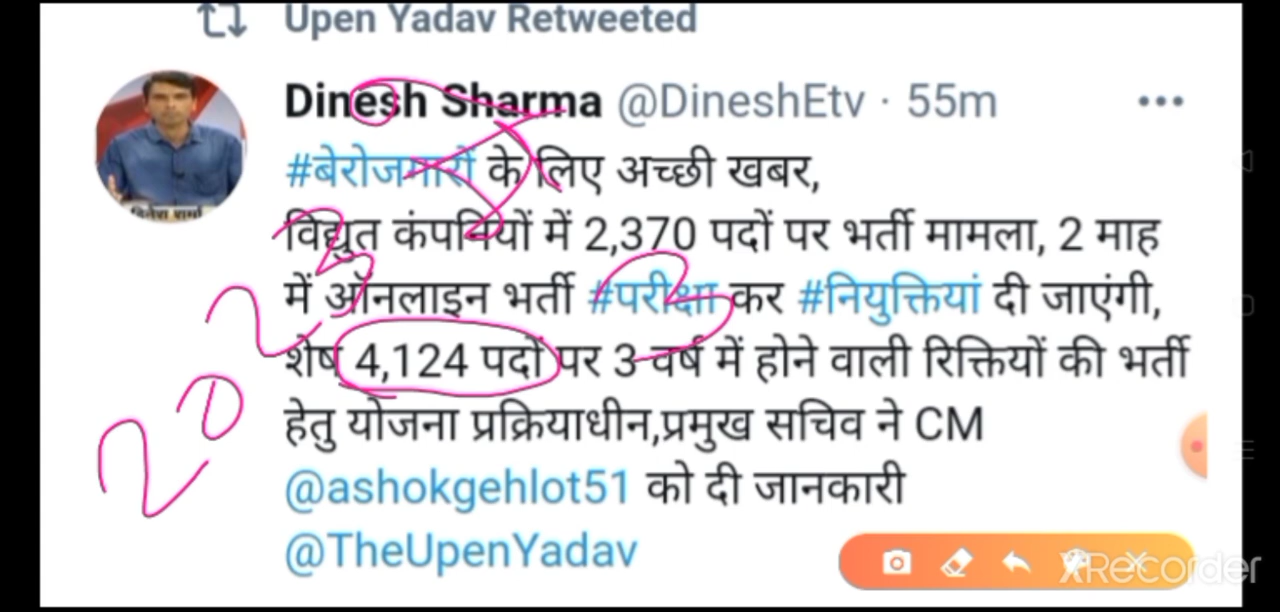 Upen Yadav Retweeted
Dinesh Sharma @DineshEtv · 55m
#बेरोजगारों के लिए अच्छी खबर,
विद्युत कंपनियों में 2,370 पदों पर भर्ती मामला, 2 माह
में ऑनलाइन भर्ती #परीक्षा कर #नियुक्तियां दी जाएंगी,
शेष 4,124 पदों पर 3 वर्ष में होने वाली रिक्तियों की भर्ती
हेतु योजना प्रक्रियाधीन,प्रमुख सचिव ने CM
@ashokgehlot51 को दी जानकारी
@TheUpenYadav
2023
3
दिनेश शर्मा
XRecorder